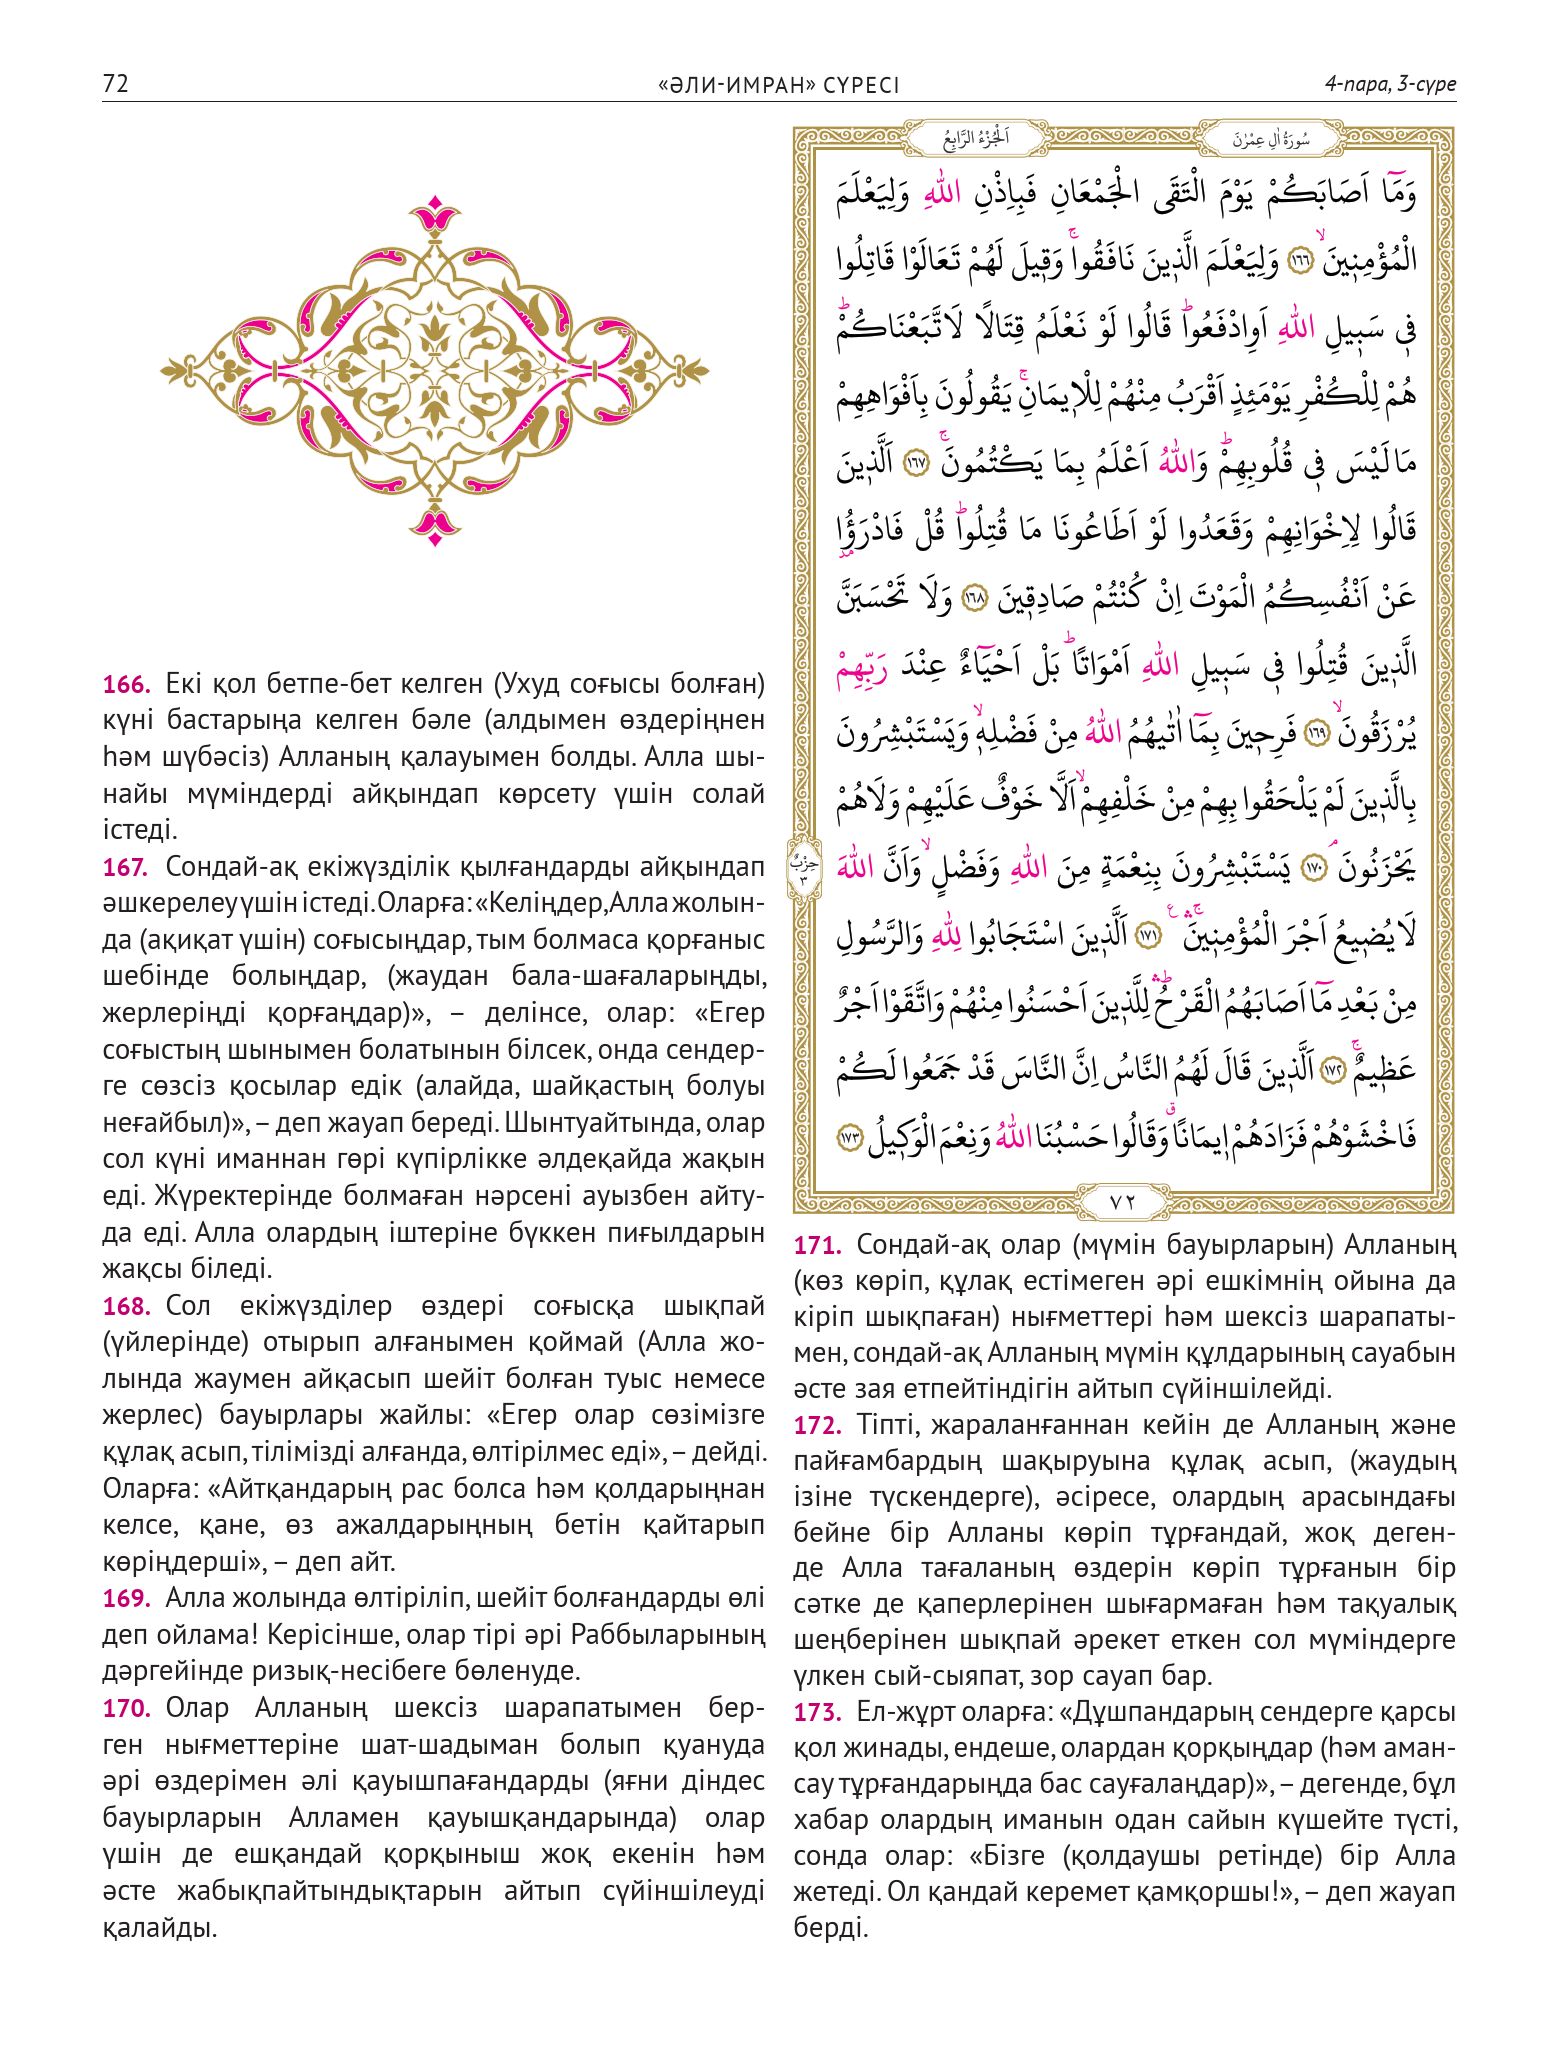 72
«ӘЛИ-ИМРАН» СҮРЕСІ
4-пара, 3-сүре
سُورَةُ اٰلِ عِمْرٰنَ
اَلْجُزْءُ الرَّابِعُ
وَمَٓا اَصَابَكُمْ يَوْمَ الْتَقَى الْجَمْعَانِ فَبِاِذْنِ اللّٰهِ وَلِيَعْلَمَ
الْمُؤْمِن۪ينَۙ ﴿١٦٦﴾ وَلِيَعْلَمَ الَّذ۪ينَ نَافَقُواۚ وَق۪يلَ لَهُمْ تَعَالَوْا قَاتِلُوا
ف۪ي سَب۪يلِ اللّٰهِ اَوِادْفَعُواۜ قَالُوا لَوْ نَعْلَمُ قِتَالًا لَاتَّبَعْنَاكُمْۜ
هُمْ لِلْكُفْرِ يَوْمَئِذٍ اَقْرَبُ مِنْهُمْ لِلْا۪يمَانِۚ يَقُولُونَ بِاَفْوَاهِهِمْ
مَا لَيْسَ ف۪ي قُلُوبِهِمْۜ وَاللّٰهُ اَعْلَمُ بِمَا يَكْتُمُونَۚ ﴿١٦٧﴾ اَلَّذ۪ينَ
قَالُوا لِاِخْوَانِهِمْ وَقَعَدُوا لَوْ اَطَاعُونَا مَا قُتِلُواۜ قُلْ فَادْرَؤُ۫ا
عَنْ اَنْفُسِكُمُ الْمَوْتَ اِنْ كُنْتُمْ صَادِق۪ينَ ﴿١٦٨﴾ وَلَا تَحْسَبَنَّ
الَّذ۪ينَ قُتِلُوا ف۪ي سَب۪يلِ اللّٰهِ اَمْوَاتًاۜ بَلْ اَحْيَٓاءٌ عِنْدَ رَبِّهِمْ
يُرْزَقُونَۙ ﴿١٦٩﴾ فَرِح۪ينَ بِمَٓا اٰتٰيهُمُ اللّٰهُ مِنْ فَضْلِه۪ۙ وَيَسْتَبْشِرُونَ
بِالَّذ۪ينَ لَمْ يَلْحَقُوا بِهِمْ مِنْ خَلْفِهِمْۙ اَلَّا خَوْفٌ عَلَيْهِمْ وَلَاهُمْ
يَحْزَنُونَۢ ﴿١٧٠﴾ يَسْتَبْشِرُونَ بِنِعْمَةٍ مِنَ اللّٰهِ وَفَضْلٍۙ وَاَنَّ اللّٰهَ
حِزْبٌ
٣
لَا يُض۪يعُ اَجْرَ الْمُؤْمِن۪ينَۚۛ ﴿١٧١﴾ اَلَّذ۪ينَ اسْتَجَابُوا لِلّٰهِ وَالرَّسُولِ
مِنْ بَعْدِ مَٓا اَصَابَهُمُ الْقَرْحُۜۛ لِلَّذ۪ينَ اَحْسَنُوا مِنْهُمْ وَاتَّقَوْا اَجْرٌ
عَظ۪يمٌۚ ﴿١٧٢﴾ اَلَّذ۪ينَ قَالَ لَهُمُ النَّاسُ اِنَّ النَّاسَ قَدْ جَمَعُوا لَكُمْ
فَاخْشَوْهُمْ فَزَادَهُمْ ا۪يمَانًاۗ وَقَالُوا حَسْبُنَا اللّٰهُ وَنِعْمَ الْوَك۪يلُ ﴿١٧٣﴾
٧٢
166. Екі қол бетпе-бет келген (Ухуд соғысы болған)
күні бастарыңа келген бәле (алдымен өздеріңнен
һәм шүбәсіз) Алланың қалауымен болды. Алла шы-
найы мүміндерді айқындап көрсету үшін солай
істеді.
167. Сондай-ақ екіжүзділік қылғандарды айқындап
әшкерелеу үшін істеді. Оларға: «Келіңдер, Алла жолын-
да (ақиқат үшін) соғысыңдар, тым болмаса қорғаныс
шебінде болыңдар, (жаудан бала-шағаларыңды,
жерлеріңді қорғаңдар)», – делінсе, олар: «Егер
соғыстың шынымен болатынын білсек, онда сендер-
ге сөзсіз қосылар едік (алайда, шайқастың болуы
неғайбыл)», – деп жауап береді. Шынтуайтында, олар
сол күні иманнан гөрі күпірлікке әлдеқайда жақын
еді. Жүректерінде болмаған нәрсені ауызбен айту-
да еді. Алла олардың іштеріне бүккен пиғылдарын
жақсы біледі.
168. Сол екіжүзділер өздері соғысқа шықпай
(үйлерінде) отырып алғанымен қоймай (Алла жо-
лында жаумен айқасып шейіт болған туыс немесе
жерлес) бауырлары жайлы: «Егер олар сөзімізге
құлақ асып, тілімізді алғанда, өлтірілмес еді», – дейді.
Оларға: «Айтқандарың рас болса һәм қолдарыңнан
келсе, қане, өз ажалдарыңның бетін қайтарып
көріңдерші», – деп айт.
169. Алла жолында өлтіріліп, шейіт болғандарды өлі
деп ойлама! Керісінше, олар тірі әрі Раббыларының
дәргейінде ризық-несібеге бөленуде.
170. Олар Алланың шексіз шарапатымен бер-
ген нығметтеріне шат-шадыман болып қуануда
әрі өздерімен әлі қауышпағандарды (яғни діндес
бауырларын Алламен қауышқандарында) олар
үшін де ешқандай қорқыныш жоқ екенін һәм
әсте жабықпайтындықтарын айтып сүйіншілеуді
қалайды.
171. Сондай-ақ олар (мүмін бауырларын) Алланың
(көз көріп, құлақ естімеген әрі ешкімнің ойына да
кіріп шықпаған) нығметтері һәм шексіз шарапаты-
мен, сондай-ақ Алланың мүмін құлдарының сауабын
әсте зая етпейтіндігін айтып сүйіншілейді.
172. Тіпті, жараланғаннан кейін де Алланың және
пайғамбардың шақыруына құлақ асып, (жаудың
ізіне түскендерге), әсіресе, олардың арасындағы
бейне бір Алланы көріп тұрғандай, жоқ деген-
де Алла тағаланың өздерін көріп тұрғанын бір
сәтке де қаперлерінен шығармаған һәм тақуалық
шеңберінен шықпай әрекет еткен сол мүміндерге
үлкен сый-сыяпат, зор сауап бар.
173. Ел-жұрт оларға: «Дұшпандарың сендерге қарсы
қол жинады, ендеше, олардан қорқыңдар (һәм аман-
сау тұрғандарыңда бас сауғалаңдар)», – дегенде, бұл
хабар олардың иманын одан сайын күшейте түсті,
сонда олар: «Бізге (қолдаушы ретінде) бір Алла
жетеді. Ол қандай керемет қамқоршы!», – деп жауап
берді.